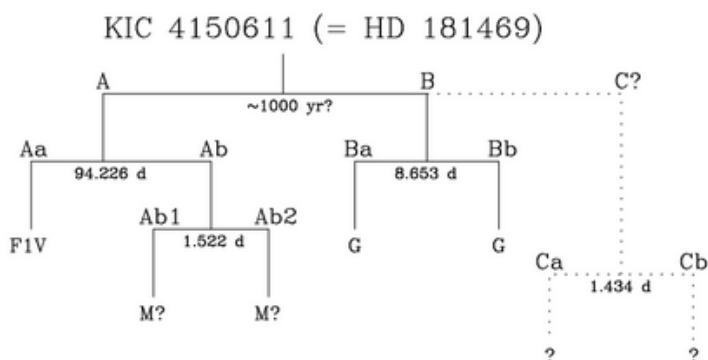 KIC 4150611 (= HD 181469)
A B C?
~1000 yr?
Aa Ab Ba Bb
94.226 d 8.653 d
Ab1 Ab2
F1V 1.522 d G G
Ca Cb
1.434 d
M? M?
? ?